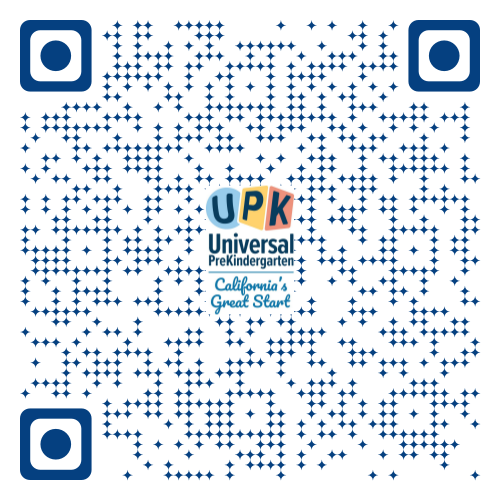 UPK
Universal
PreKindergarten
California's
Great Start